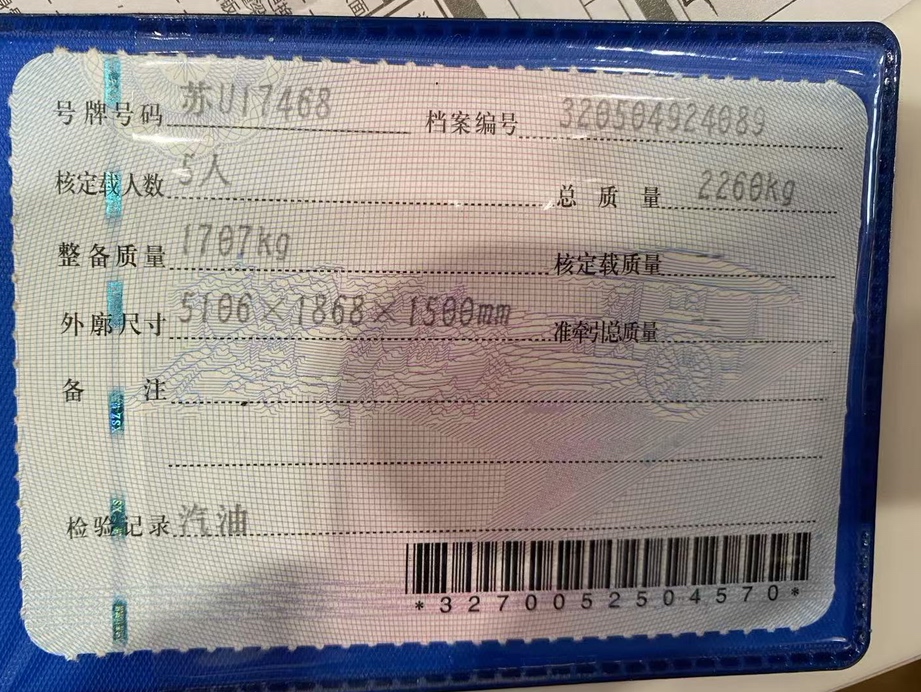 号牌号码 苏U17468 档案编号 320504924089
核定载人数 5人 总质量 2260kg
整备质量 1707kg 核定载质量 --
外廓尺寸 5106×1868×1500mm 准牵引总质量
备注
检验记录 汽油
*3270052504570*